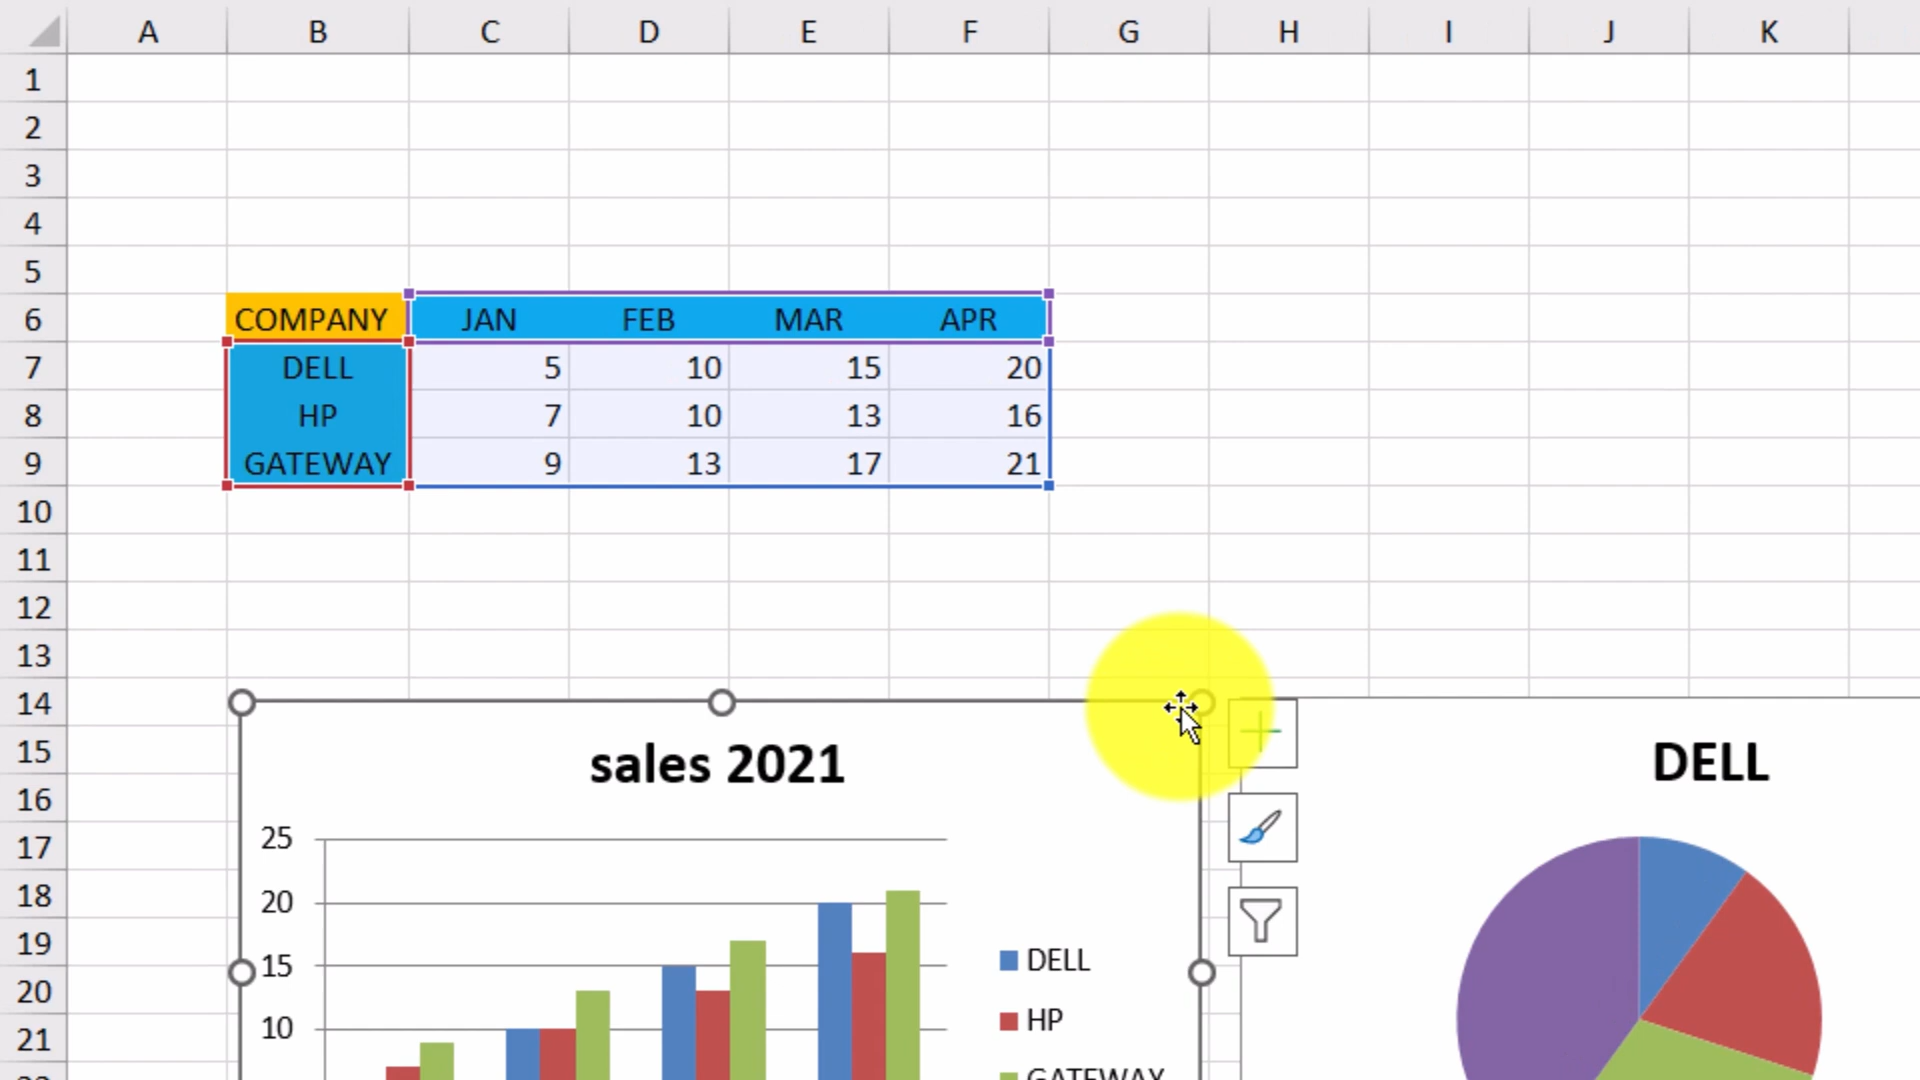 A B C D E F G H I J K
1
2
3
4
5
6 COMPANY JAN FEB MAR APR
7 DELL 5 10 15 20
8 HP 7 10 13 16
9 GATEWAY 9 13 17 21
10
11
12
13
14
15 sales 2021 DELL
16
17 25
18 20
19
20 15 DELL
21 10 HP
GATEWAY